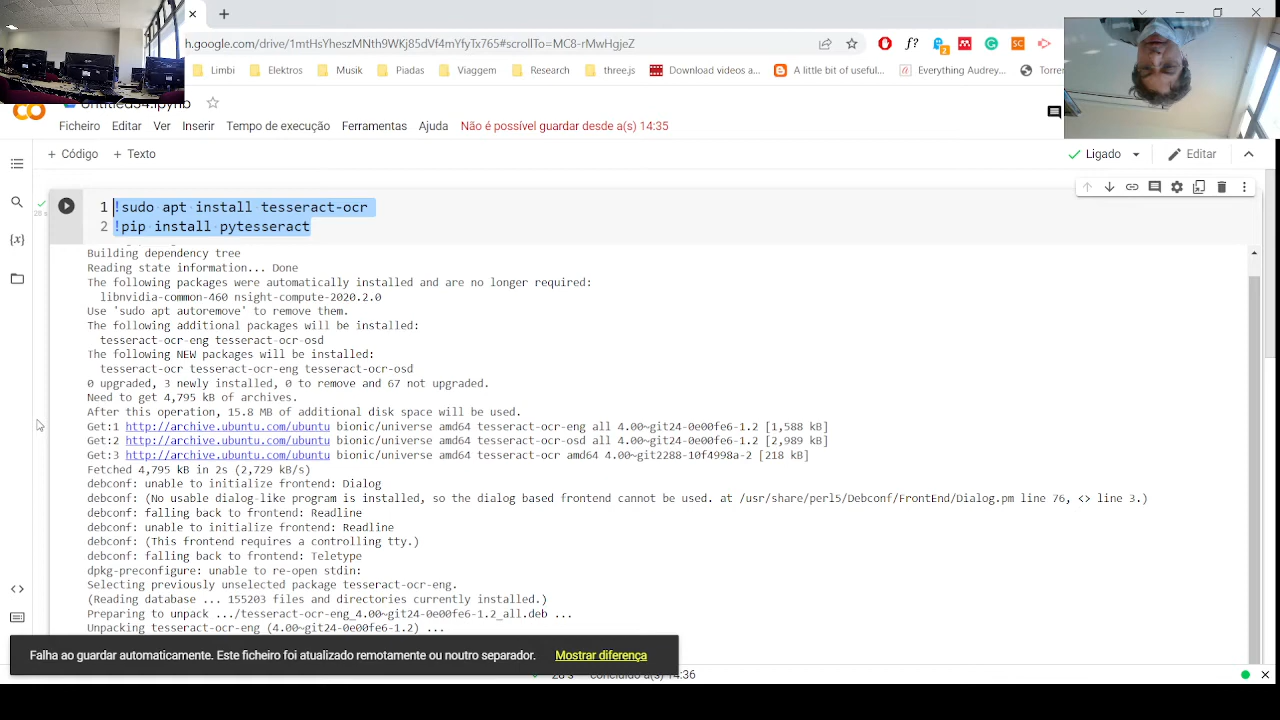 h.google.com/drive/1mtHsYheszMNth9WKj85dVf4mYfyTx765#scrollTo=MC8-rMwHgjeZ
f?
2
SC
Limbi
Elektros
Musik
Piadas
Viaggem
Research
three.js
Download videos a...
A little bit of useful...
Everything Audrey...
Torrer
Untitled34.ipynb
Ficheiro Editar Ver Inserir Tempo de execução Ferramentas Ajuda Não é possível guardar desde a(s) 14:35
+ Código + Texto
Ligado
Editar
28 s
1 !sudo apt install tesseract-ocr
2 !pip install pytesseract
{x}
Building dependency tree
Reading state information... Done
The following packages were automatically installed and are no longer required:
libnvidia-common-460 nsight-compute-2020.2.0
Use 'sudo apt autoremove' to remove them.
The following additional packages will be installed:
tesseract-ocr-eng tesseract-ocr-osd
The following NEW packages will be installed:
tesseract-ocr tesseract-ocr-eng tesseract-ocr-osd
0 upgraded, 3 newly installed, 0 to remove and 67 not upgraded.
Need to get 4,795 kB of archives.
After this operation, 15.8 MB of additional disk space will be used.
Get:1 http://archive.ubuntu.com/ubuntu bionic/universe amd64 tesseract-ocr-eng all 4.00~git24-0e00fe6-1.2 [1,588 kB]
Get:2 http://archive.ubuntu.com/ubuntu bionic/universe amd64 tesseract-ocr-osd all 4.00~git24-0e00fe6-1.2 [2,989 kB]
Get:3 http://archive.ubuntu.com/ubuntu bionic/universe amd64 tesseract-ocr amd64 4.00~git2288-10f4998a-2 [218 kB]
Fetched 4,795 kB in 2s (2,729 kB/s)
debconf: unable to initialize frontend: Dialog
debconf: (No usable dialog-like program is installed, so the dialog based frontend cannot be used. at /usr/share/perl5/Debconf/FrontEnd/Dialog.pm line 76, <> line 3.)
debconf: falling back to frontend: Readline
debconf: unable to initialize frontend: Readline
debconf: (This frontend requires a controlling tty.)
debconf: falling back to frontend: Teletype
dpkg-preconfigure: unable to re-open stdin:
Selecting previously unselected package tesseract-ocr-eng.
(Reading database ... 155203 files and directories currently installed.)
Preparing to unpack .../tesseract-ocr-eng_4.00~git24-0e00fe6-1.2_all.deb ...
Unpacking tesseract-ocr-eng (4.00~git24-0e00fe6-1.2) ...
Falha ao guardar automaticamente. Este ficheiro foi atualizado remotamente ou noutro separador. Mostrar diferença
28 s concluído à(s) 14:36